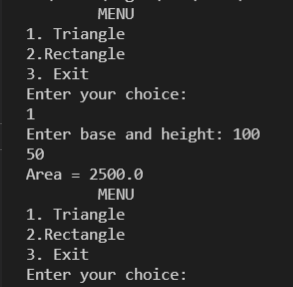 MENU
1. Triangle
2.Rectangle
3. Exit
Enter your choice:
1
Enter base and height: 100
50
Area = 2500.0
MENU
1. Triangle
2.Rectangle
3. Exit
Enter your choice: